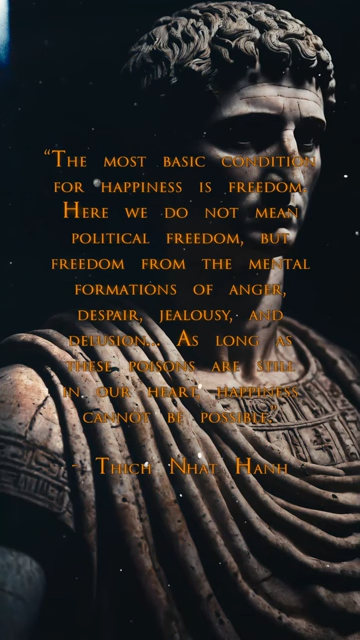 “The most basic condition
for happiness is freedom
Here we do not mean
political freedom, but
freedom from the mental
formations of anger,
despair, jealousy, and
delusion... As long as
these poisons are still
in our heart, happiness
cannot be possible.”
- Thich Nhat Hanh